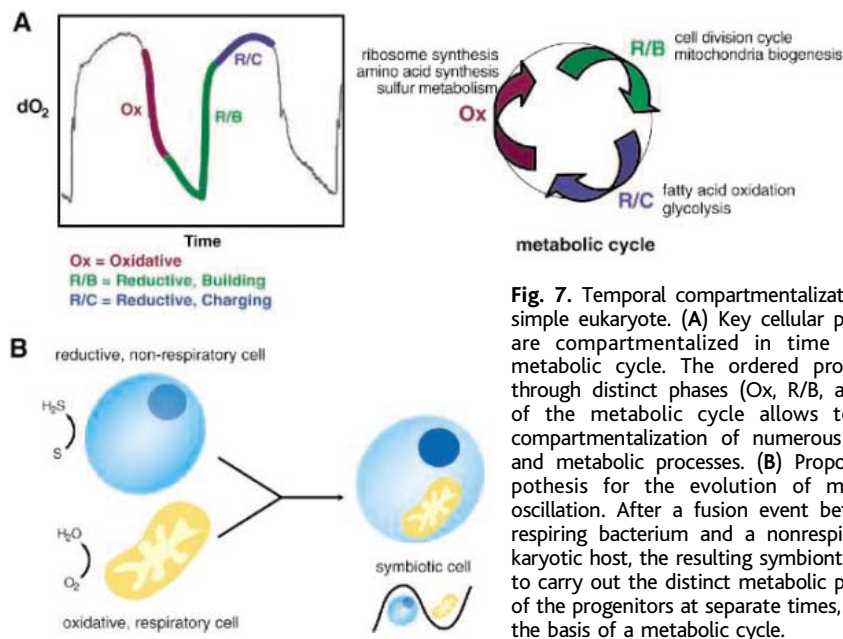 A
dO₂
Ox
R/B
R/C
Time
Ox = Oxidative
R/B = Reductive, Building
R/C = Reductive, Charging
ribosome synthesis
amino acid synthesis
sulfur metabolism
Ox
R/B
cell division cycle
mitochondria biogenesis
R/C
fatty acid oxidation
glycolysis
metabolic cycle
B
reductive, non-respiratory cell
H₂S
S
H₂O
O₂
oxidative, respiratory cell
symbiotic cell
Fig. 7. Temporal compartmentalizat
simple eukaryote. (A) Key cellular p
are compartmentalized in time
metabolic cycle. The ordered pro
through distinct phases (Ox, R/B, a
of the metabolic cycle allows t
compartmentalization of numerous
and metabolic processes. (B) Propo
pothesis for the evolution of m
oscillation. After a fusion event be
respiring bacterium and a nonrespi
karyotic host, the resulting symbiont
to carry out the distinct metabolic p
of the progenitors at separate times,
the basis of a metabolic cycle.